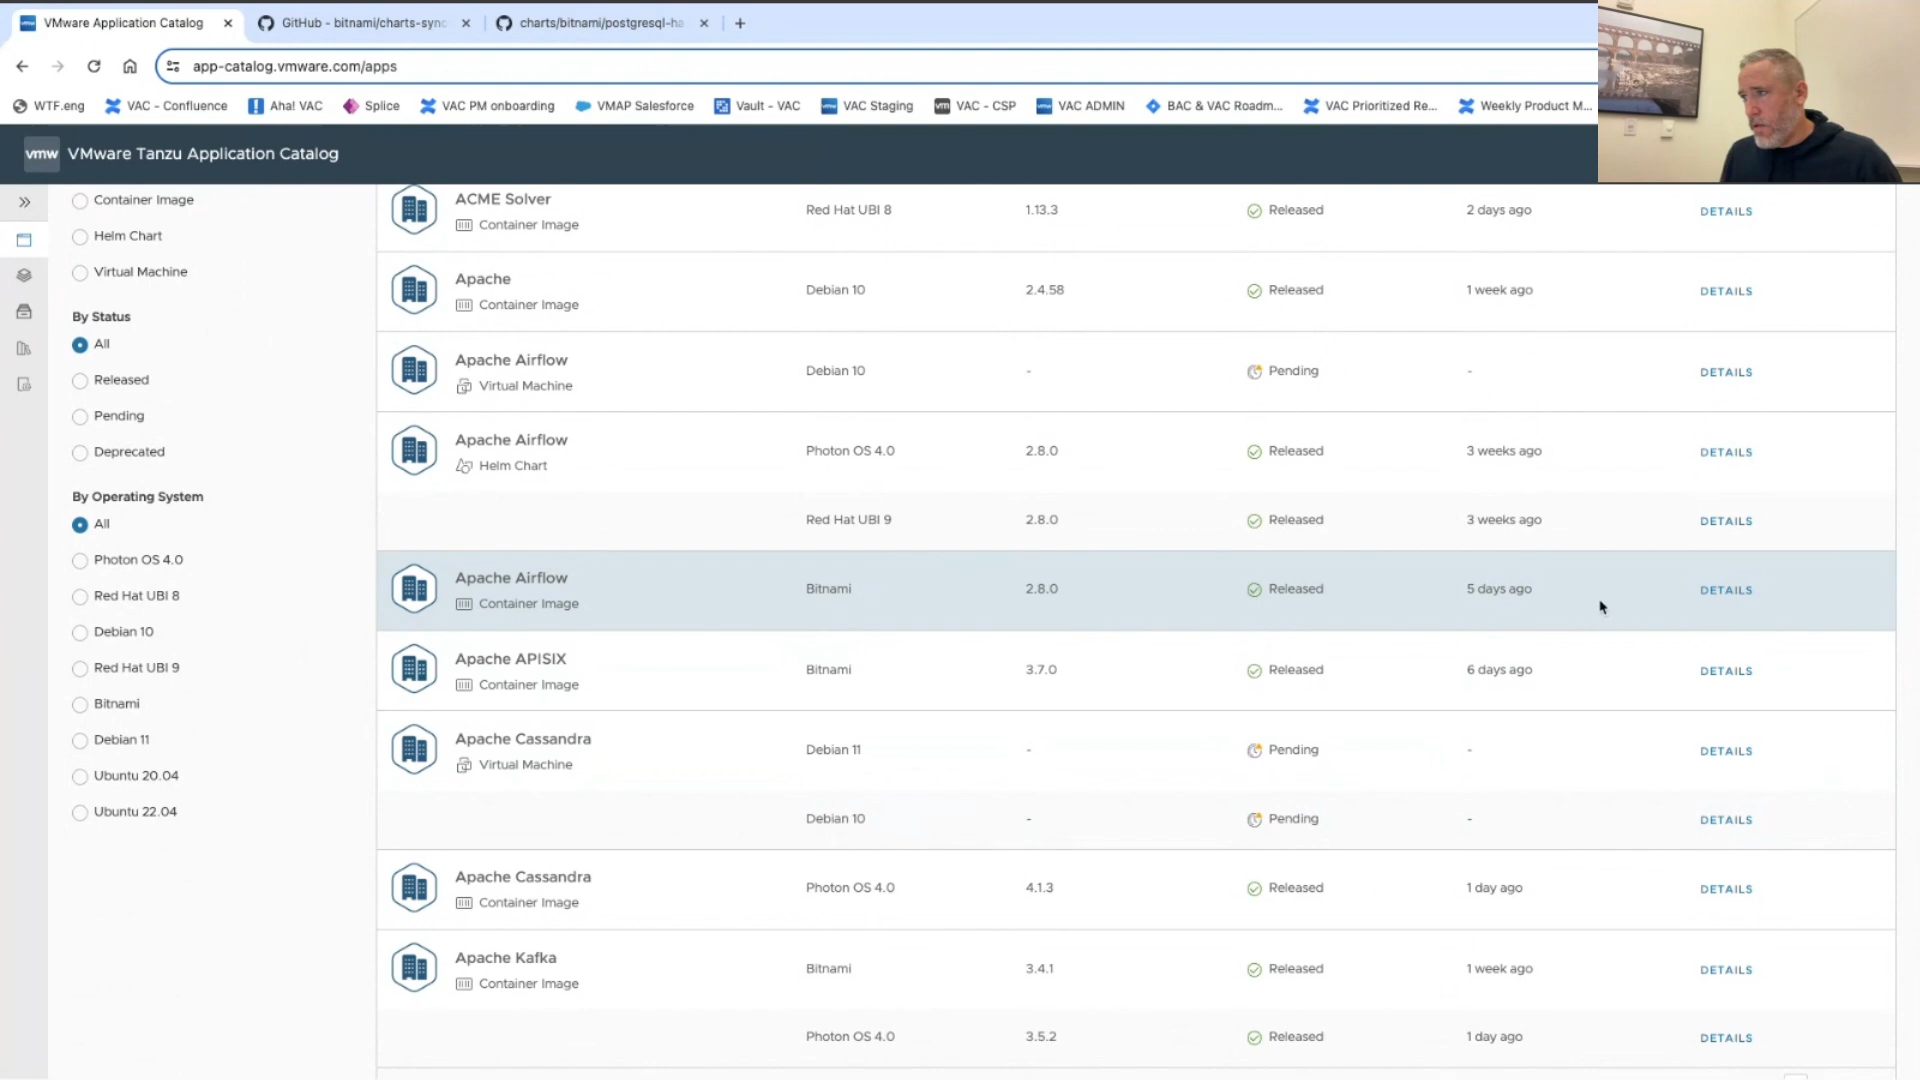 VMware Application Catalog
GitHub - bitnami/charts-sync
charts/bitnami/postgresql-ha
app-catalog.vmware.com/apps
WTF.eng VAC - Confluence Aha! VAC Splice VAC PM onboarding VMAP Salesforce Vault - VAC VAC Staging VAC - CSP VAC ADMIN BAC & VAC Roadm... VAC Prioritized Re... Weekly Product M...
vmw VMware Tanzu Application Catalog
Container Image
Helm Chart
Virtual Machine
By Status
All
Released
Pending
Deprecated
By Operating System
All
Photon OS 4.0
Red Hat UBI 8
Debian 10
Red Hat UBI 9
Bitnami
Debian 11
Ubuntu 20.04
Ubuntu 22.04
ACME Solver
Container Image
Red Hat UBI 8 1.13.3 Released 2 days ago DETAILS
Apache
Container Image
Debian 10 2.4.58 Released 1 week ago DETAILS
Apache Airflow
Virtual Machine
Debian 10 - Pending - DETAILS
Apache Airflow
Helm Chart
Photon OS 4.0 2.8.0 Released 3 weeks ago DETAILS
Red Hat UBI 9 2.8.0 Released 3 weeks ago DETAILS
Apache Airflow
Container Image
Bitnami 2.8.0 Released 5 days ago DETAILS
Apache APISIX
Container Image
Bitnami 3.7.0 Released 6 days ago DETAILS
Apache Cassandra
Virtual Machine
Debian 11 - Pending - DETAILS
Debian 10 - Pending - DETAILS
Apache Cassandra
Container Image
Photon OS 4.0 4.1.3 Released 1 day ago DETAILS
Apache Kafka
Container Image
Bitnami 3.4.1 Released 1 week ago DETAILS
Photon OS 4.0 3.5.2 Released 1 day ago DETAILS